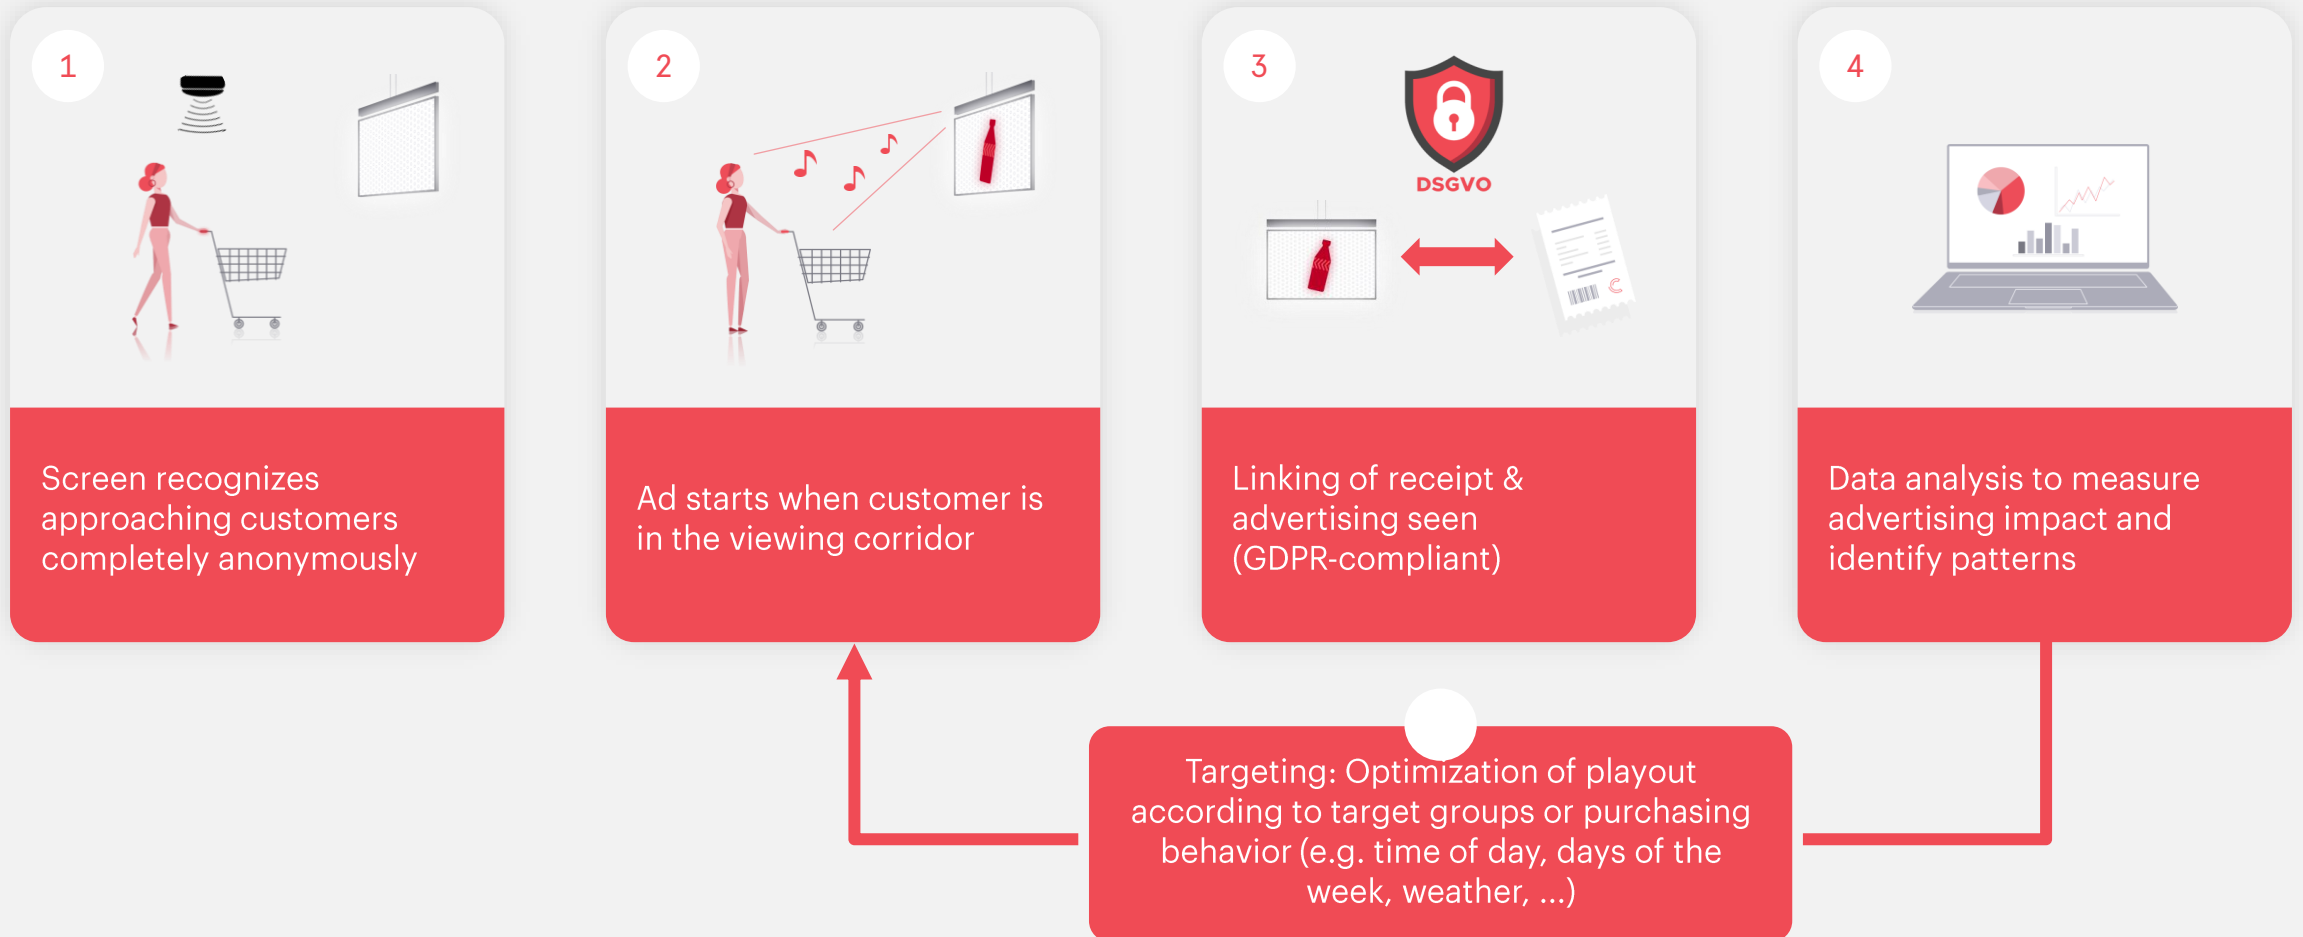 1
Screen recognizes
approaching customers
completely anonymously
2
Ad starts when customer is
in the viewing corridor
3
DSGVO
Linking of receipt &
advertising seen
(GDPR-compliant)
4
Data analysis to measure
advertising impact and
identify patterns
Targeting: Optimization of playout
according to target groups or purchasing
behavior (e.g. time of day, days of the
week, weather, ...)